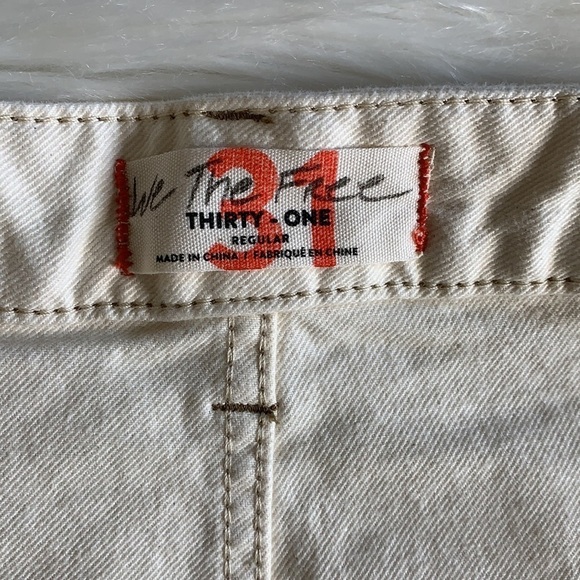 31
We The Free
THIRTY - ONE
REGULAR
MADE IN CHINA / FABRIQUÉ EN CHINE